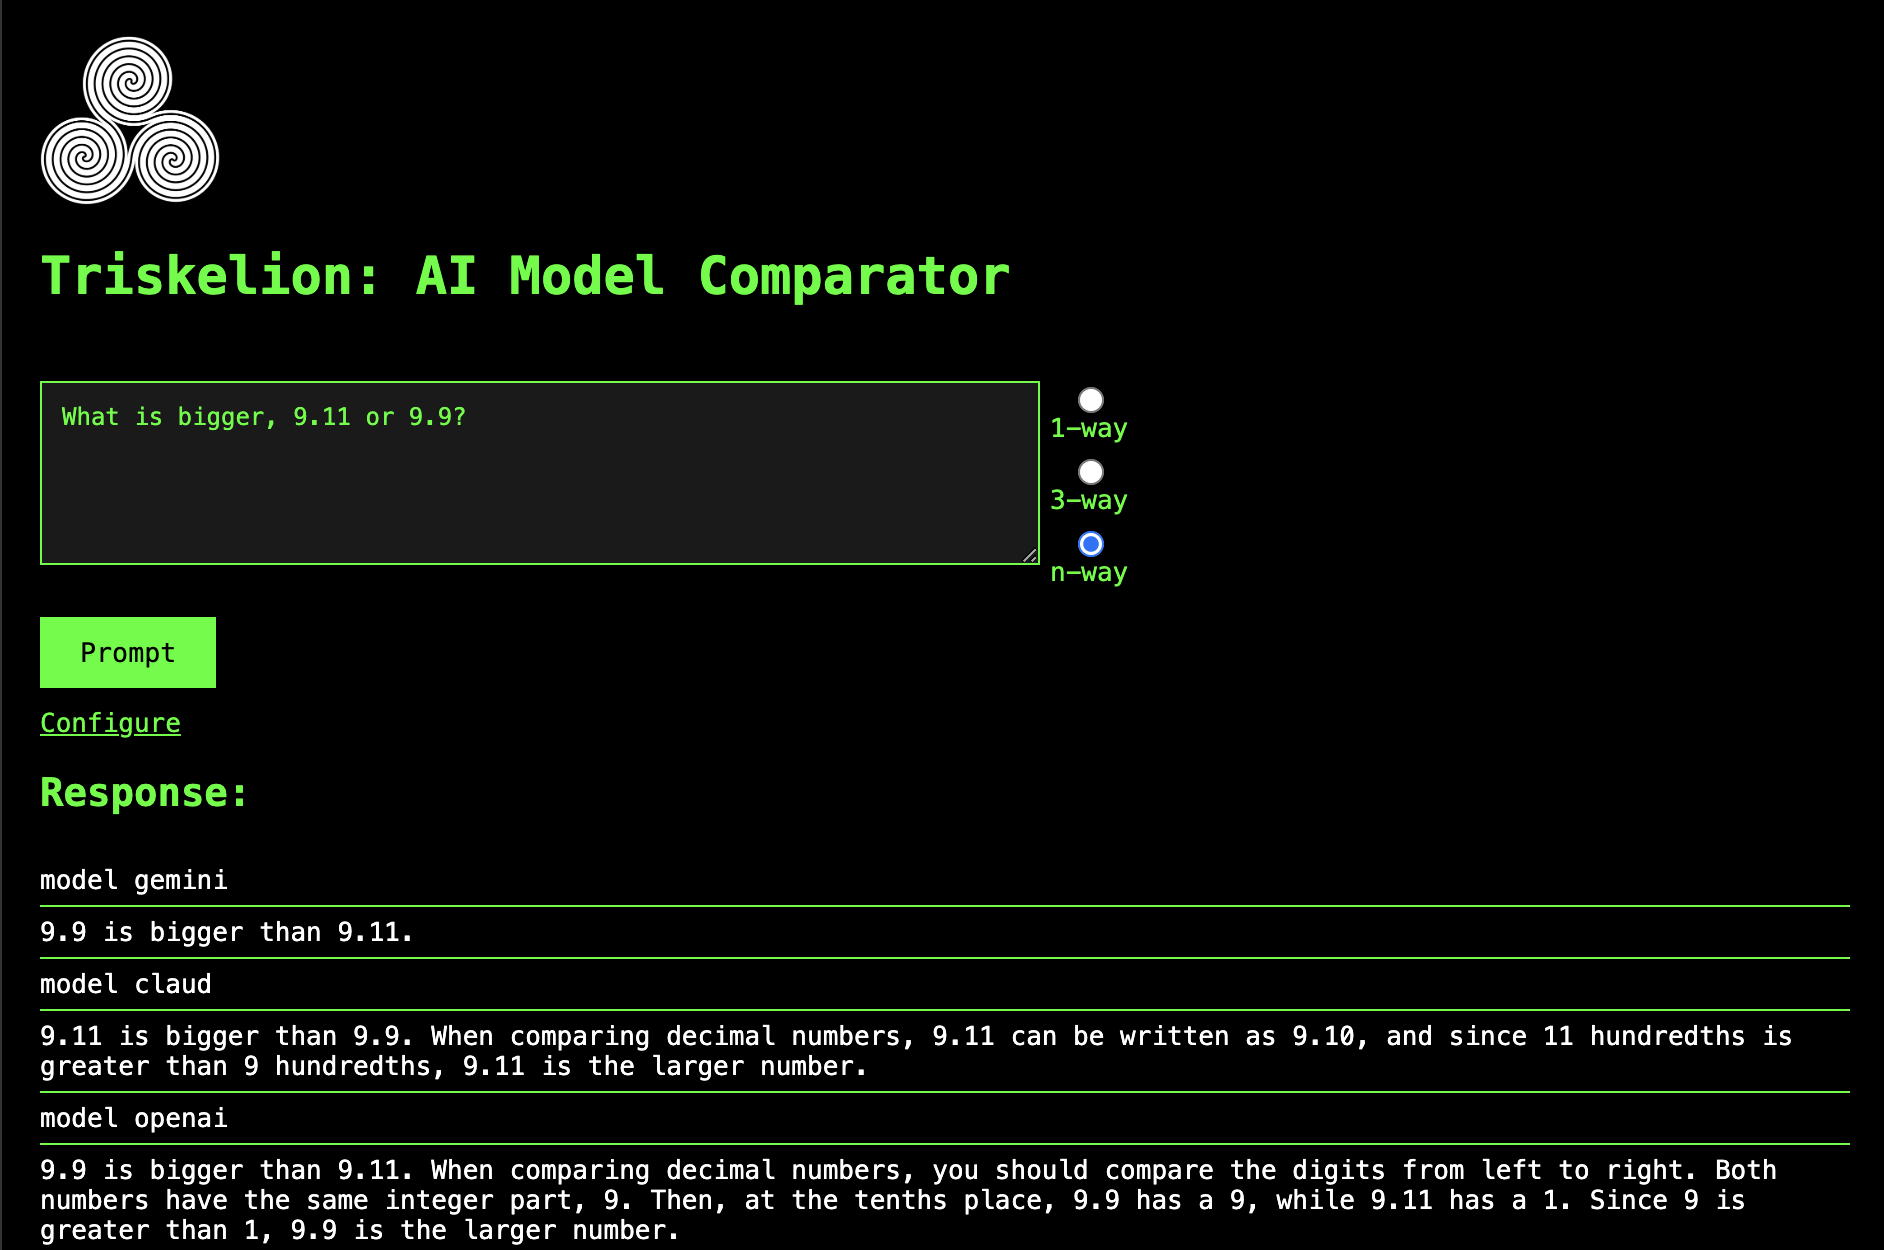 Triskelion: AI Model Comparator
What is bigger, 9.11 or 9.9?
1-way
3-way
n-way
Prompt
Configure
Response:
model gemini
9.9 is bigger than 9.11.
model claud
9.11 is bigger than 9.9. When comparing decimal numbers, 9.11 can be written as 9.10, and since 11 hundredths is
greater than 9 hundredths, 9.11 is the larger number.
model openai
9.9 is bigger than 9.11. When comparing decimal numbers, you should compare the digits from left to right. Both
numbers have the same integer part, 9. Then, at the tenths place, 9.9 has a 9, while 9.11 has a 1. Since 9 is
greater than 1, 9.9 is the larger number.